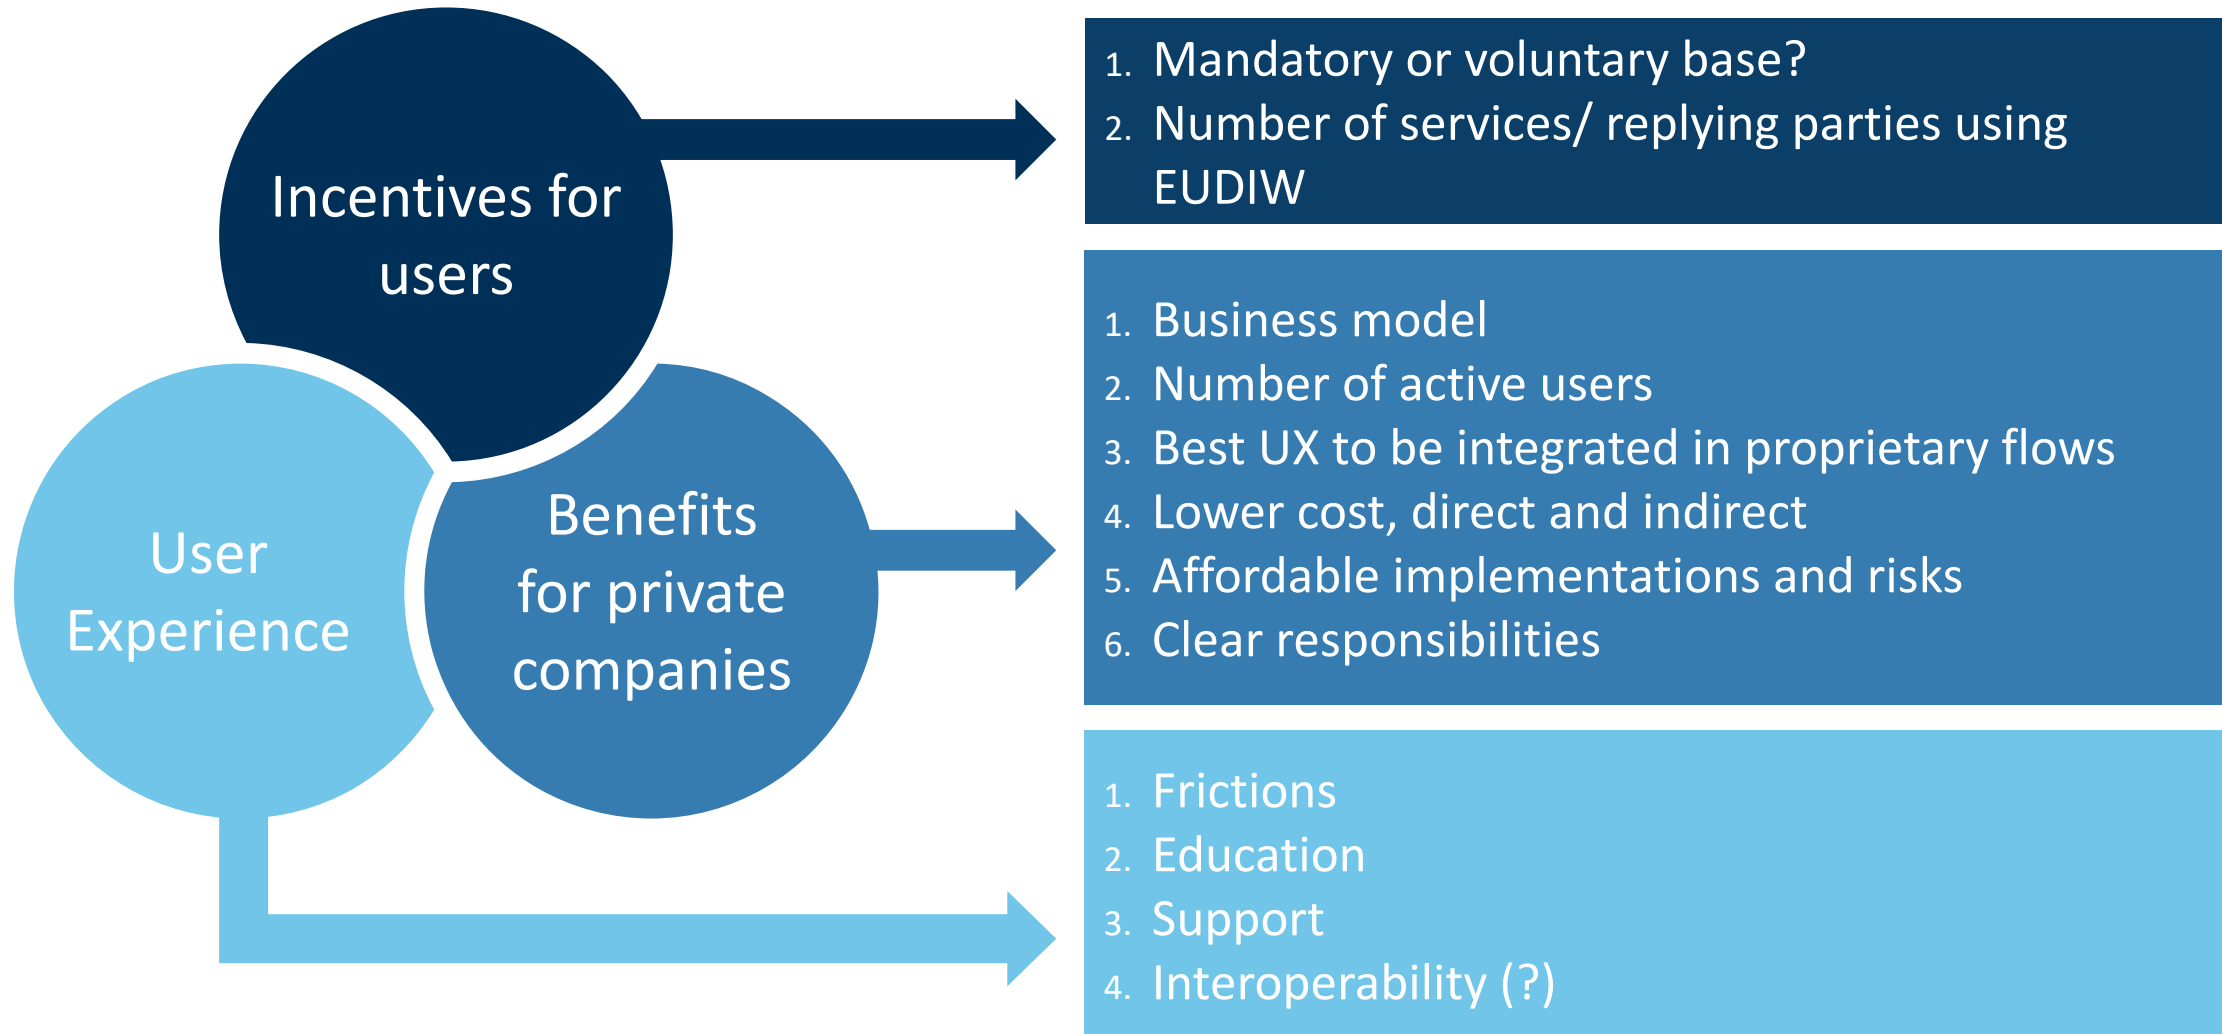 Incentives for
users
User
Experience
Benefits
for private
companies
1. Mandatory or voluntary base?
2. Number of services/ replying parties using
EUDIW
1. Business model
2. Number of active users
3. Best UX to be integrated in proprietary flows
4. Lower cost, direct and indirect
5. Affordable implementations and risks
6. Clear responsibilities
1. Frictions
2. Education
3. Support
4. Interoperability (?)